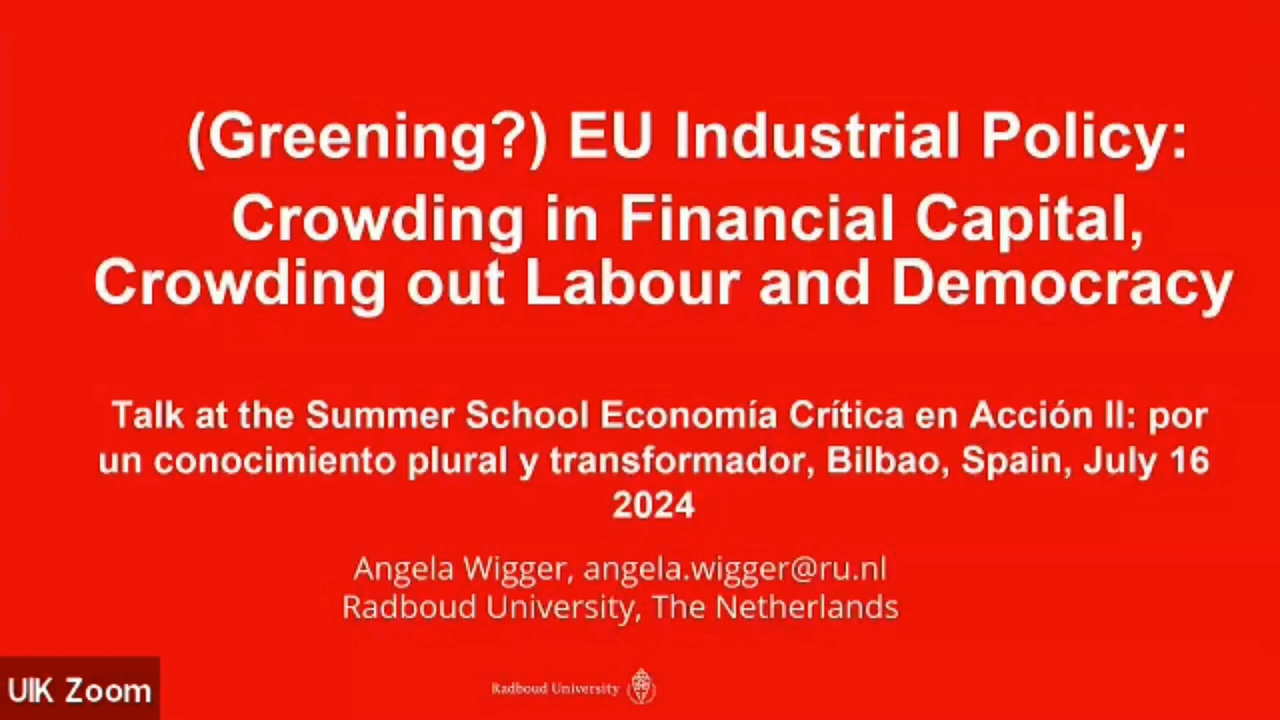 (Greening?) EU Industrial Policy:
Crowding in Financial Capital,
Crowding out Labour and Democracy
Talk at the Summer School Economía Crítica en Acción II: por
un conocimiento plural y transformador, Bilbao, Spain, July 16
2024
Angela Wigger, angela.wigger@ru.nl
Radboud University, The Netherlands
Radboud University
UIK Zoom